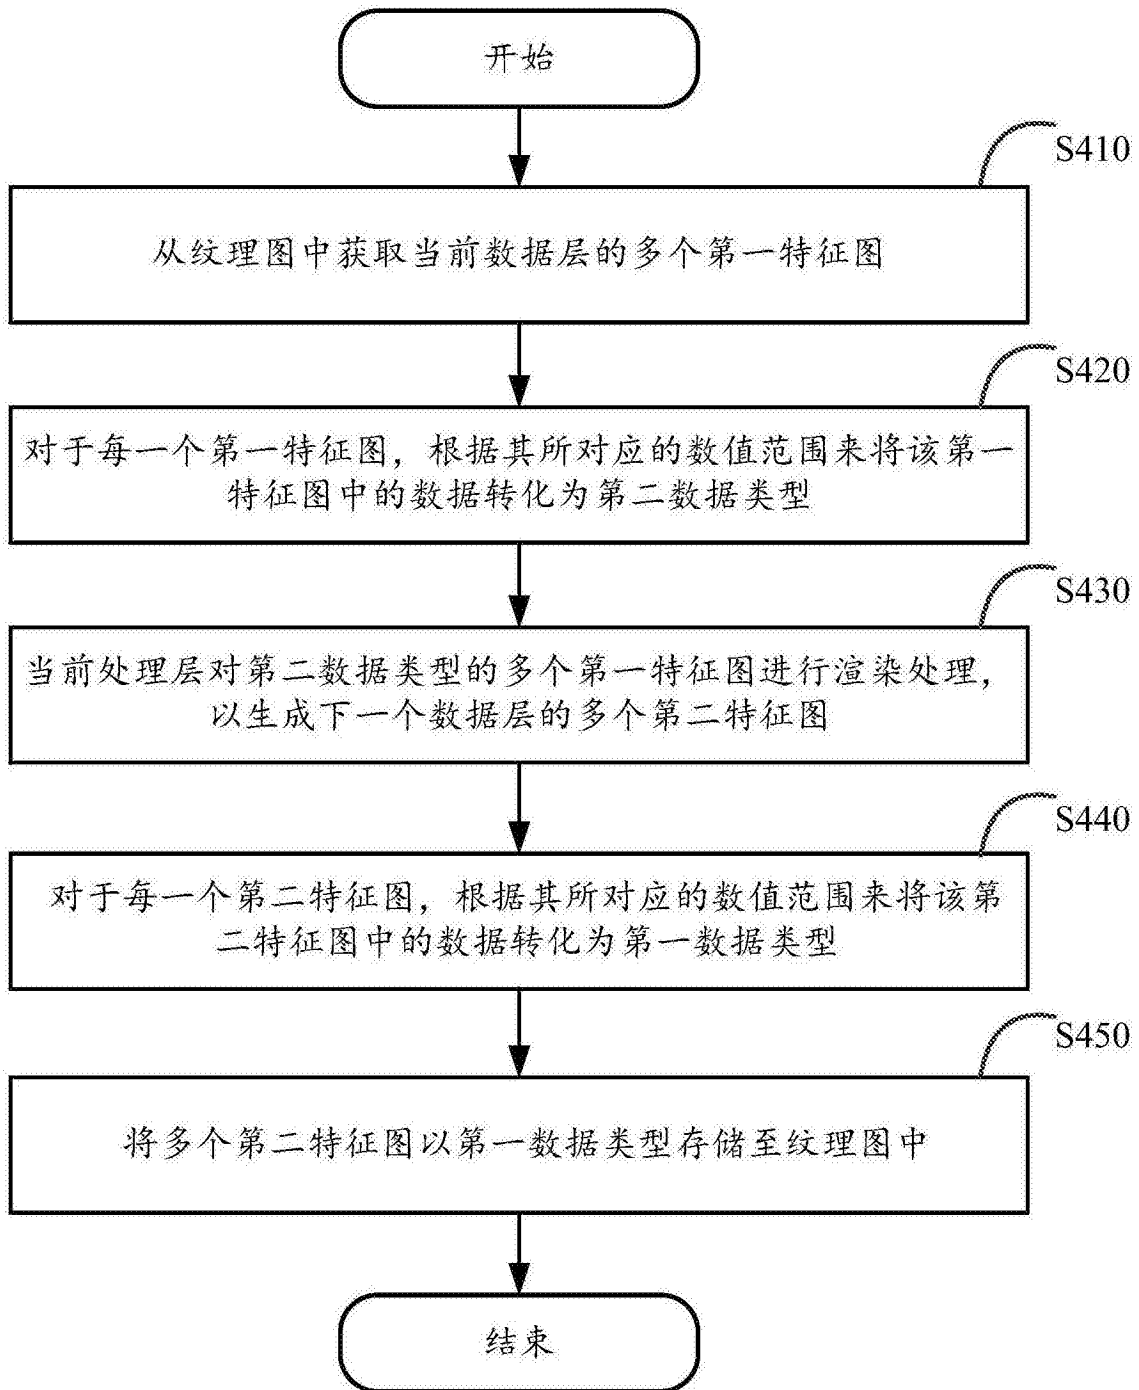 开始
S410
从纹理图中获取当前数据层的多个第一特征图
S420
对于每一个第一特征图，根据其所对应的数值范围来将该第一
特征图中的数据转化为第二数据类型
S430
当前处理层对第二数据类型的多个第一特征图进行渲染处理，
以生成下一个数据层的多个第二特征图
S440
对于每一个第二特征图，根据其所对应的数值范围来将该第
二特征图中的数据转化为第一数据类型
S450
将多个第二特征图以第一数据类型存储至纹理图中
结束